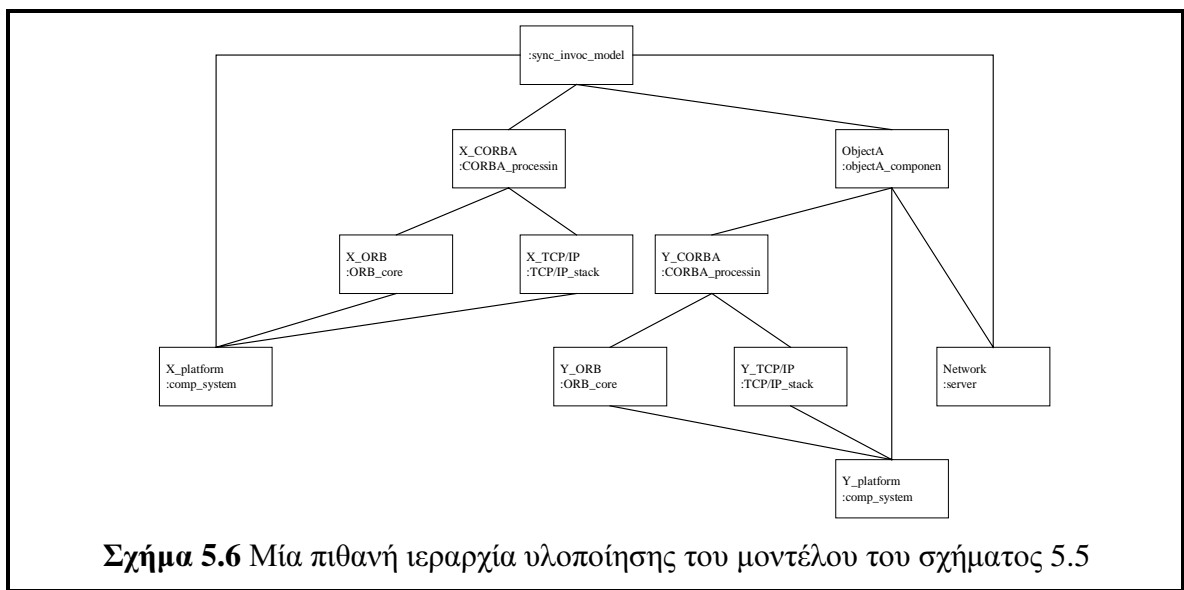 :sync_invoc_model
X_CORBA
:CORBA_processin
ObjectA
:objectA_componen
X_ORB
:ORB_core
X_TCP/IP
:TCP/IP_stack
Y_CORBA
:CORBA_processin
X_platform
:comp_system
Y_ORB
:ORB_core
Y_TCP/IP
:TCP/IP_stack
Network
:server
Y_platform
:comp_system
Σχήμα 5.6 Μία πιθανή ιεραρχία υλοποίησης του μοντέλου του σχήματος 5.5